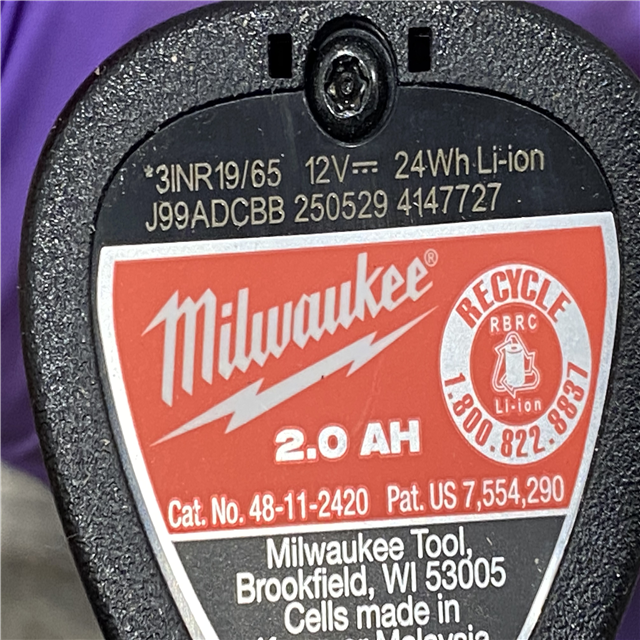 *3INR19/65 12V⎓ 24Wh Li-ion
J99ADCBB 250529 4147727
Milwaukee®
RECYCLE
RBRC
Li-ion
1.800.822.8837
2.0 AH
Cat. No. 48-11-2420 Pat. US 7,554,290
Milwaukee Tool,
Brookfield, WI 53005
Cells made in
Malaysia